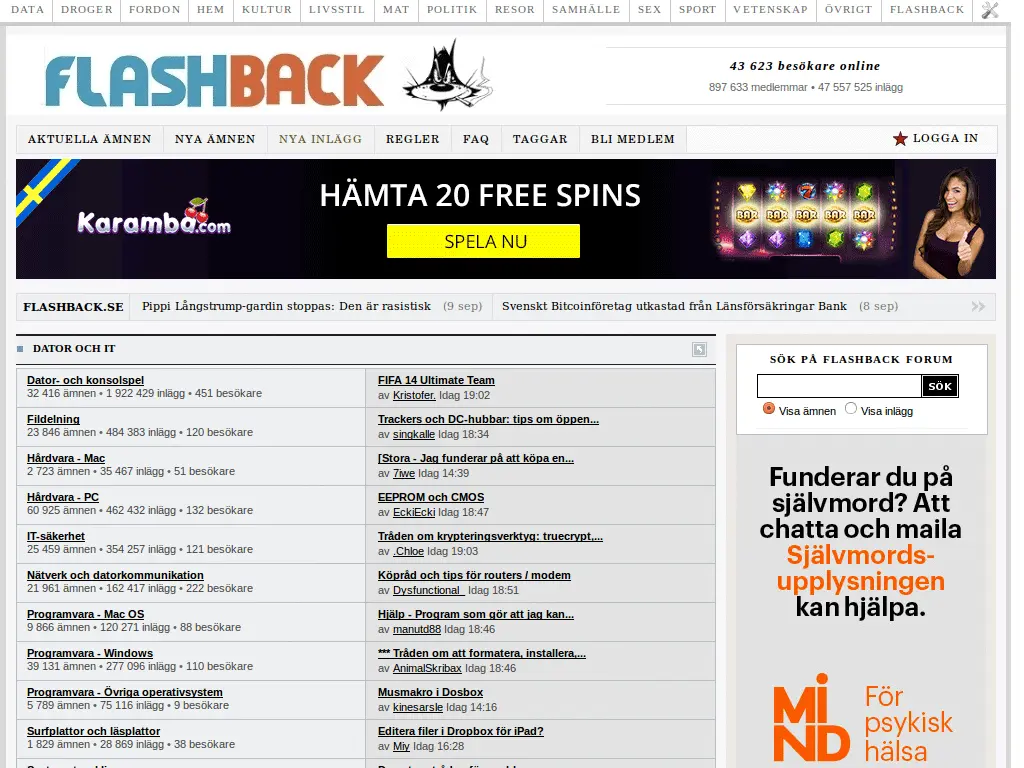 DATA DROGER FORDON HEM KULTUR LIVSSTIL MAT POLITIK RESOR SAMHÄLLE SEX SPORT VETENSKAP ÖVRIGT FLASHBACK
FLASHBACK
43 623 besökare online
897 633 medlemmar • 47 557 525 inlägg
AKTUELLA ÄMNEN NYA ÄMNEN NYA INLÄGG REGLER FAQ TAGGAR BLI MEDLEM LOGGA IN
Karamba.com
HÄMTA 20 FREE SPINS
SPELA NU
BAR BAR BAR BAR BAR
FLASHBACK.SE Pippi Långstrump-gardin stoppas: Den är rasistisk (9 sep) Svenskt Bitcoinföretag utkastad från Länsförsäkringar Bank (8 sep)
DATOR OCH IT
Dator- och konsolspel
32 416 ämnen • 1 922 429 inlägg • 451 besökare
FIFA 14 Ultimate Team
av Kristofer. Idag 19:02
Fildelning
23 846 ämnen • 484 383 inlägg • 120 besökare
Trackers och DC-hubbar: tips om öppen...
av singkalle Idag 18:34
Hårdvara - Mac
2 723 ämnen • 35 467 inlägg • 51 besökare
[Stora - Jag funderar på att köpa en...
av 7iwe Idag 14:39
Hårdvara - PC
60 925 ämnen • 462 432 inlägg • 132 besökare
EEPROM och CMOS
av EckiEcki Idag 18:47
IT-säkerhet
25 459 ämnen • 354 257 inlägg • 121 besökare
Tråden om krypteringsverktyg: truecrypt,...
av .Chloe Idag 19:03
Nätverk och datorkommunikation
21 961 ämnen • 162 417 inlägg • 222 besökare
Köpråd och tips för routers / modem
av Dysfunctional_ Idag 18:51
Programvara - Mac OS
9 866 ämnen • 120 271 inlägg • 88 besökare
Hjälp - Program som gör att jag kan...
av manutd88 Idag 18:46
Programvara - Windows
39 131 ämnen • 277 096 inlägg • 110 besökare
*** Tråden om att formatera, installera,...
av AnimalSkribax Idag 18:46
Programvara - Övriga operativsystem
5 789 ämnen • 75 116 inlägg • 9 besökare
Musmakro i Dosbox
av kinesarsle Idag 14:16
Surfplattor och läsplattor
1 829 ämnen • 28 869 inlägg • 38 besökare
Editera filer i Dropbox för iPad?
av Miy Idag 16:28
SÖK PÅ FLASHBACK FORUM
SÖK
Visa ämnen Visa inlägg
Funderar du på
självmord? Att
chatta och maila
Självmords-
upplysningen
kan hjälpa.
MIND
För
psykisk
hälsa